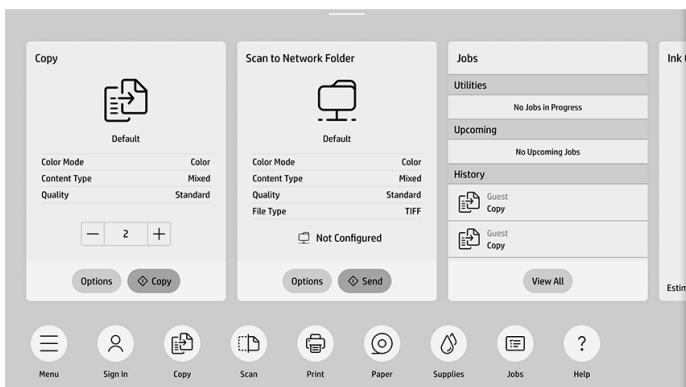 Copy
Default
Color Mode Color
Content Type Mixed
Quality Standard
2
Options Copy
Scan to Network Folder
Default
Color Mode Color
Content Type Mixed
Quality Standard
File Type TIFF
Not Configured
Options Send
Jobs
Utilities
No Jobs in Progress
Upcoming
No Upcoming Jobs
History
Guest
Copy
Guest
Copy
View All
Ink
Estim
Menu Sign In Copy Scan Print Paper Supplies Jobs Help
?